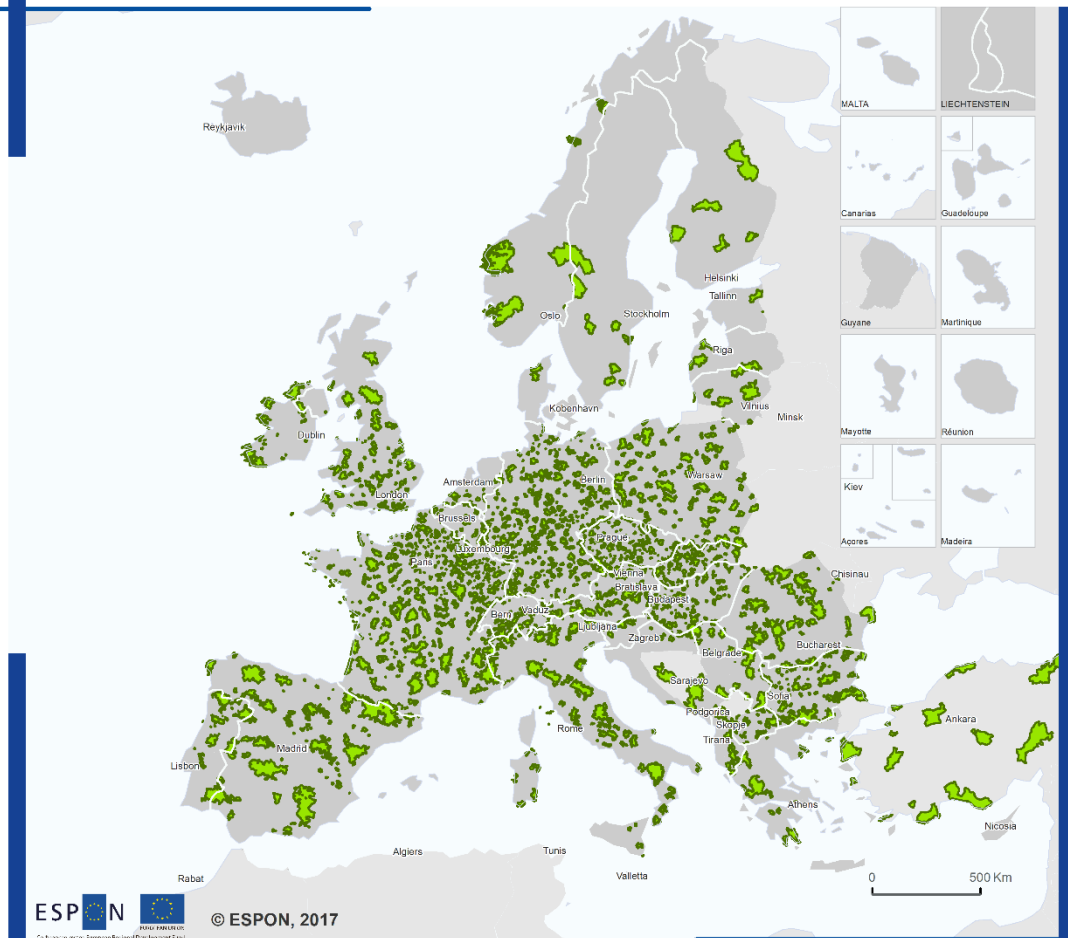 MALTA
LIECHTENSTEIN
Reykjavik
Canarias
Guadeloupe
Helsinki
Tallinn
Guyane
Martinique
Oslo
Stockholm
Riga
Mayotte
Réunion
Kobenhavn
Vilnius
Minsk
Dublin
Kiev
Amsterdam
Berlin
Warsaw
London
Brussels
Açores
Madeira
Prague
Luxembourg
Paris
Vienna
Chisinau
Bratislava
Budapest
Bern
Vaduz
Ljubljana
Zagreb
Bucharest
Belgrade
Sarajevo
Sofia
Podgorica
Ankara
Skopje
Rome
Tirana
Madrid
Lisbon
Athens
Nicosia
Algiers
Tunis
Valletta
Rabat
0
500 Km
ESPON
© ESPON, 2017